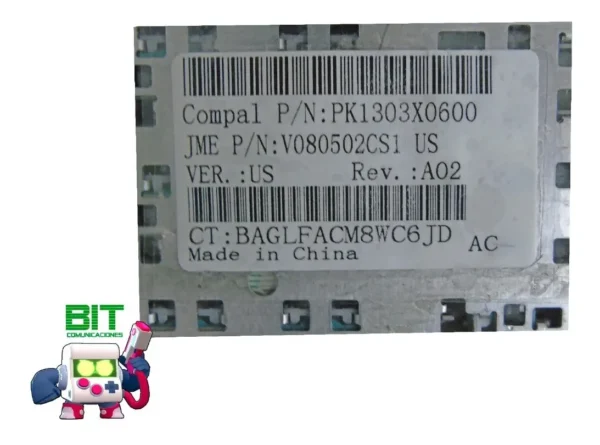 Compal P/N:PK1303X0600
JME P/N:V080502CS1 US
VER.:US Rev.:A02
CT:BAGLFACM8WC6JD AC
Made in China
BIT
COMUNICACIONES